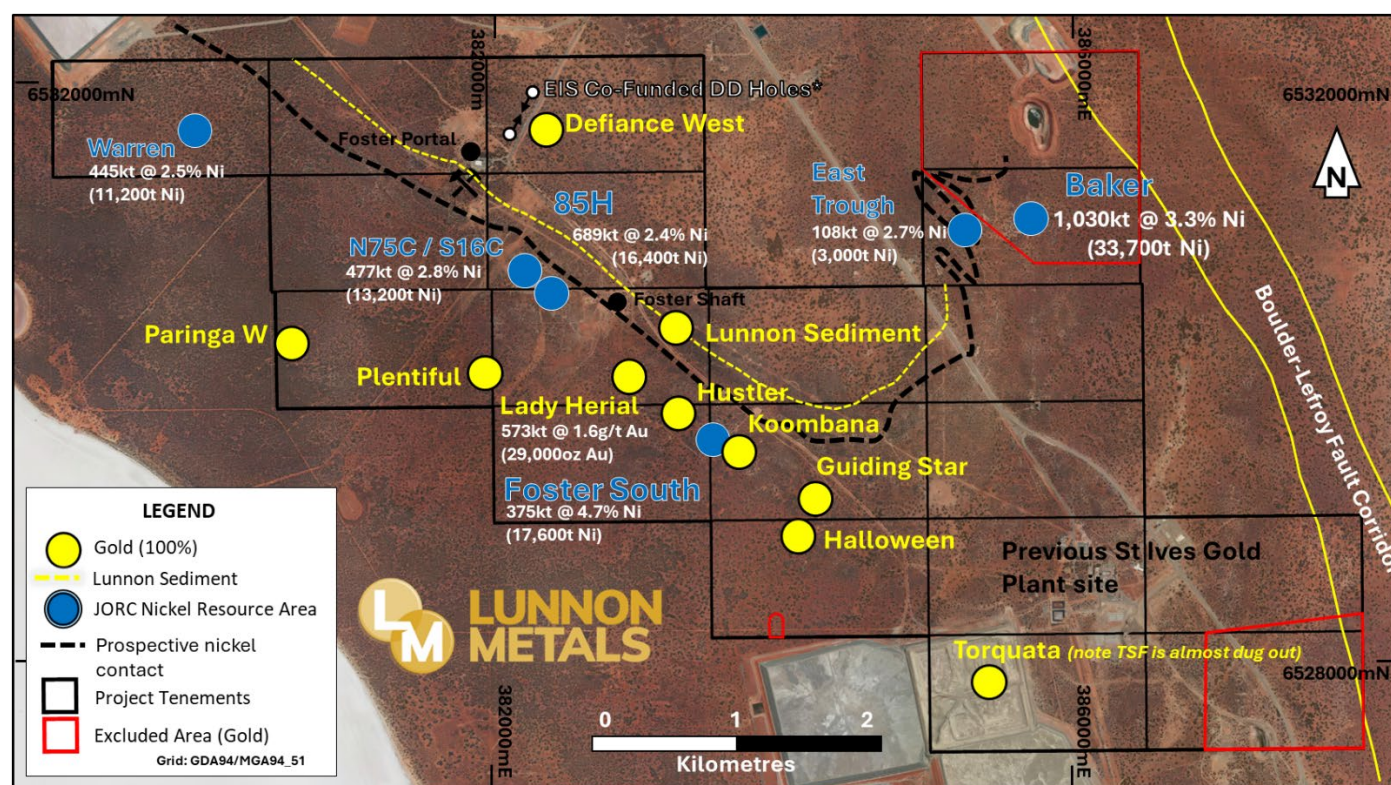 382000m
385000mE
6532000mN
6532000mN
EIS Co-Funded DD Holes*
Defiance West
Foster Portal
Warren
445kt @ 2.5% Ni
(11,200t Ni)
N
East
Trough
108kt @ 2.7% Ni
(3,000t Ni)
Baker
1,030kt @ 3.3% Ni
(33,700t Ni)
85H
689kt @ 2.4% Ni
(16,400t Ni)
N75C / S16C
477kt @ 2.8% Ni
(13,200t Ni)
Foster Shaft
Boulder-Lefroy Fault Corridor
Paringa W
Lunnon Sediment
Plentiful
Hustler
Lady Herial
573kt @ 1.6g/t Au
(29,000oz Au)
Koombana
Guiding Star
Foster South
375kt @ 4.7% Ni
(17,600t Ni)
Halloween
Previous St Ives Gold
Plant site
LEGEND
Gold (100%)
Lunnon Sediment
JORC Nickel Resource Area
Prospective nickel
contact
Project Tenements
Excluded Area (Gold)
Grid: GDA94/MGA94_51
LM
LUNNON
METALS
Torquata (note TSF is almost dug out)
6528000mN
382000mE
386000mE
0 1 2
Kilometres